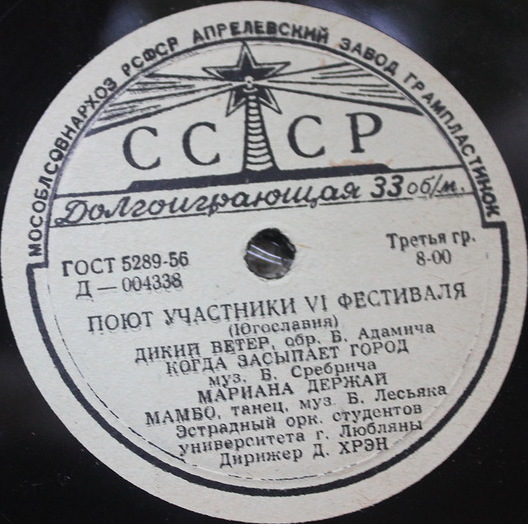 МОСОБЛСОВНАРХОЗ РСФСР АПРЕЛЕВСКИЙ ЗАВОД ГРАМПЛАСТИНОК
СССР
Долгоиграющая 33 об/м.
ГОСТ 5289-56
Д — 004338
Третья гр.
8-00
ПОЮТ УЧАСТНИКИ VI ФЕСТИВАЛЯ
(Югославия)
ДИКИЙ ВЕТЕР, обр. Б. Адамича
КОГДА ЗАСЫПАЕТ ГОРОД
муз. Б. Сребрича
МАРИАНА ДЕРЖАЙ
МАМБО, танец, муз. Б. Лесьяка
Эстрадный орк. студентов
университета г. Любляны
Дирижер Д. ХРЭН